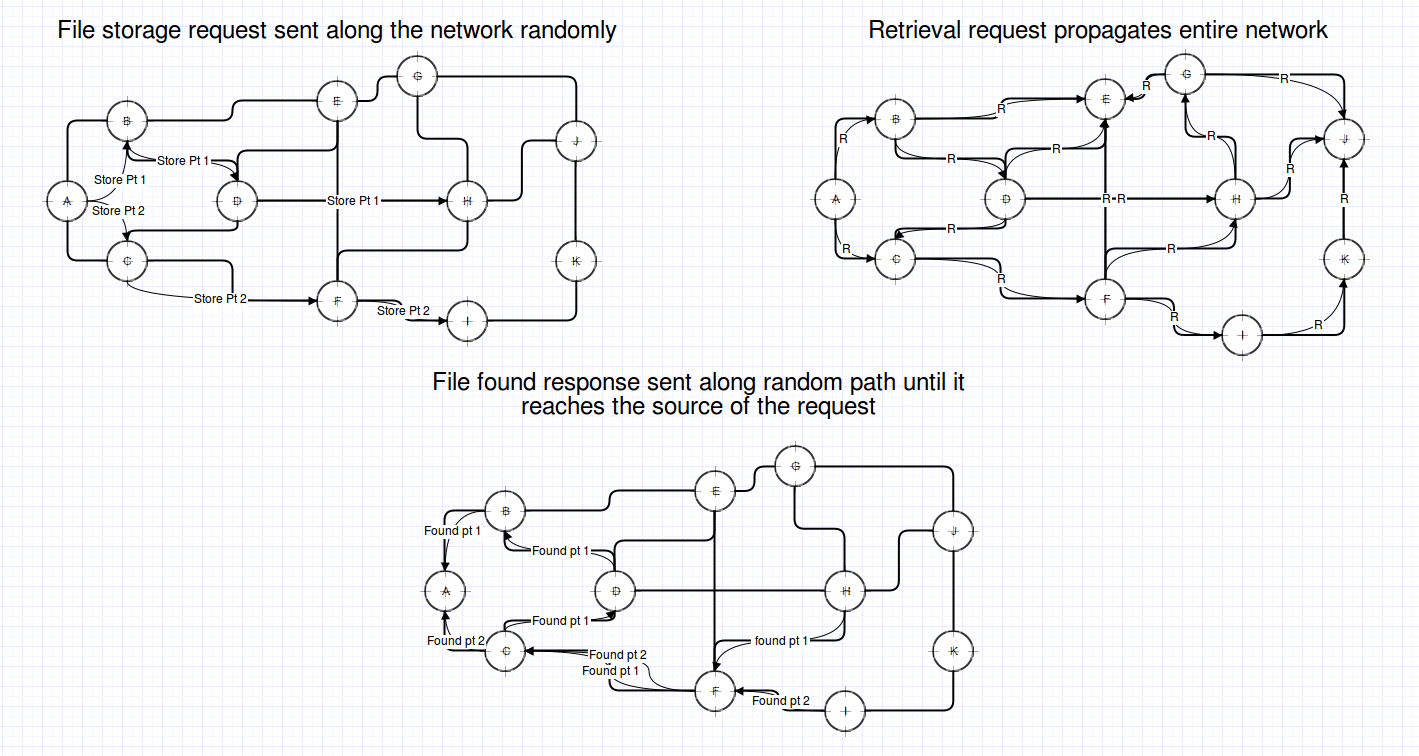 File storage request sent along the network randomly
G
E
B
J
Store Pt 1
Store Pt 1
A
D
Store Pt 1
H
Store Pt 2
C
K
Store Pt 2
F
Store Pt 2
I
Retrieval request propagates entire network
G
R
R
E
R
B
R
R
J
R
R
R
R
A
D
R
R
H
R
R
R
C
K
R
R
F
R
R
I
File found response sent along random path until it
reaches the source of the request
G
E
B
Found pt 1
J
Found pt 1
A
D
H
Found pt 1
Found pt 2
found pt 1
C
Found pt 2
K
Found pt 1
F
Found pt 2
I